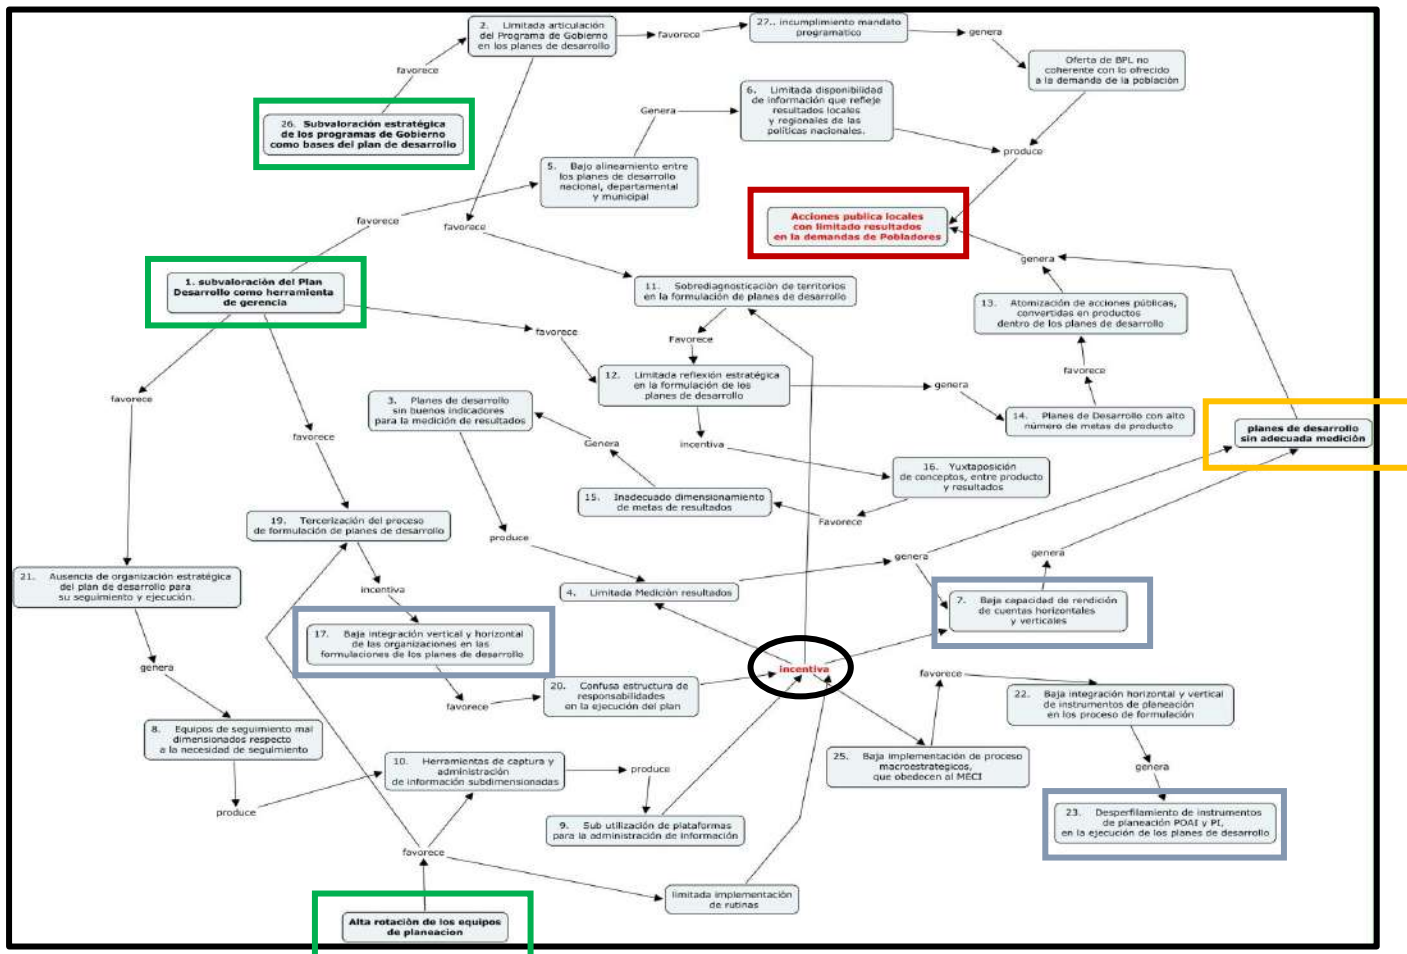 2. Limitada articulación
del Programa de Gobierno
en los planes de desarrollo
favorece
27.. incumplimiento mandato
programatico
genera
Oferta de BPL no
coherente con lo ofrecido
a la demanda de la población
favorece
26. Subvaloración estratégica
de los programas de Gobierno
como bases del plan de desarrollo
Genera
6. Limitada disponibilidad
de información que refleje
resultados locales
y regionales de las
políticas nacionales.
produce
5. Bajo alineamiento entre
los planes de desarrollo
nacional, departamental
y municipal
favorece
favorece
Acciones publica locales
con limitado resultados
en la demandas de Pobladores
genera
1. subvaloración del Plan
Desarrollo como herramienta
de gerencia
11. Sobrediagnosticación de territorios
en la formulación de planes de desarrollo
13. Atomización de acciones públicas,
convertidas en productos
dentro de los planes de desarrollo
favorece
Favorece
favorece
12. Limitada reflexión estratégica
en la formulación de los
planes de desarrollo
genera
favorece
3. Planes de desarrollo
sin buenos indicadores
para la medición de resultados
14. Planes de Desarrollo con alto
número de metas de producto
planes de desarrollo
sin adecuada medición
favorece
Genera
incentiva
16. Yuxtaposición
de conceptos, entre producto
y resultados
15. Inadecuado dimensionamiento
de metas de resultados
Favorece
19. Tercerización del proceso
de formulación de planes de desarrollo
produce
genera
genera
21. Ausencia de organización estratégica
del plan de desarrollo para
su seguimiento y ejecución.
incentiva
4. Limitada Medición resultados
7. Baja capacidad de rendición
de cuentas horizontales
y verticales
17. Baja integración vertical y horizontal
de las organizaciones en las
formulaciones de los planes de desarrollo
genera
incentiva
favorece
20. Confusa estructura de
responsabilidades
en la ejecución del plan
favorece
22. Baja integración horizontal y vertical
de instrumentos de planeación
en los proceso de formulación
8. Equipos de seguimiento mal
dimensionados respecto
a la necesidad de seguimiento
10. Herramientas de captura y
administración
de información subdimensionadas
produce
25. Baja implementación de proceso
macroestrategicos,
que obedecen al MECI
genera
produce
9. Sub utilización de plataformas
para la administración de información
23. Desperfilamiento de instrumentos
de planeación POAI y PI,
en la ejecución de los planes de desarrollo
favorece
limitada implementación
de rutinas
Alta rotación de los equipos
de planeacion